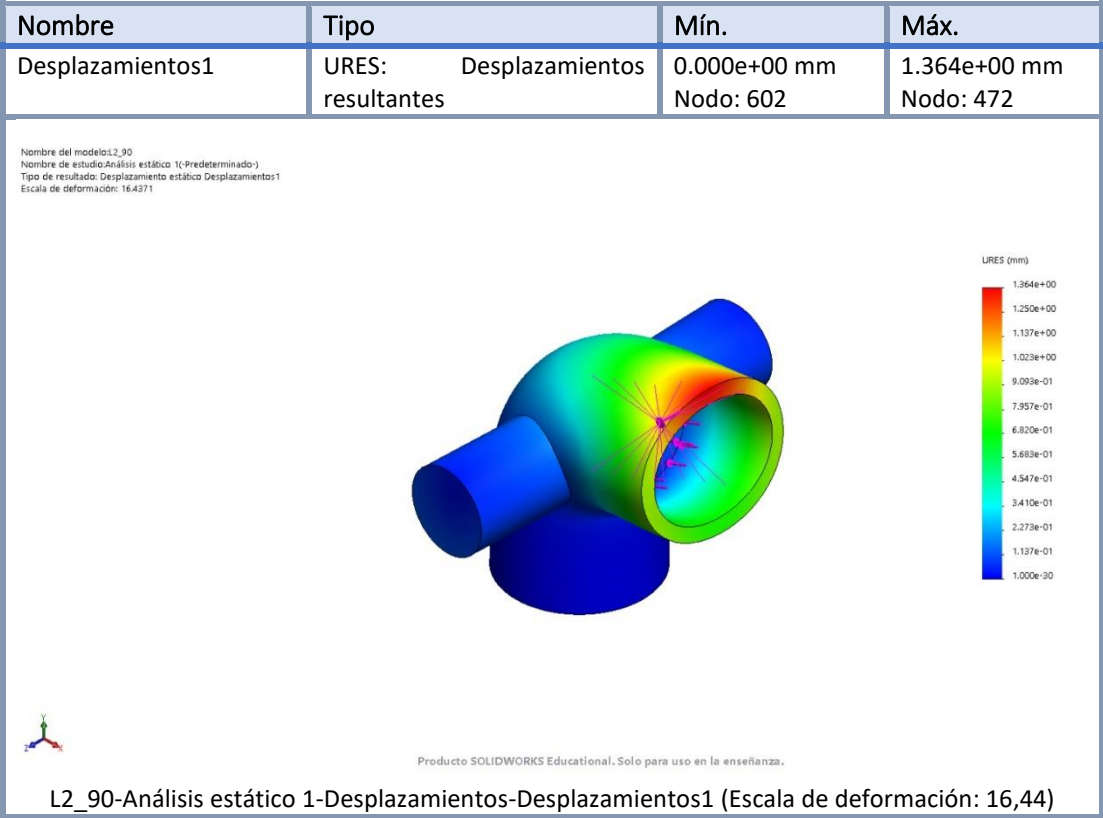 Nombre Tipo Mín. Máx.
Desplazamientos1 URES: Desplazamientos 0.000e+00 mm 1.364e+00 mm
resultantes Nodo: 602 Nodo: 472
Nombre del modelo:L2_90
Nombre de estudio:Análisis estático 1(-Predeterminado-)
Tipo de resultado: Desplazamiento estático Desplazamientos1
Escala de deformación: 16.4371
URES (mm)
1.364e+00
1.250e+00
1.137e+00
1.023e+00
9.093e-01
7.957e-01
6.820e-01
5.683e-01
4.547e-01
3.410e-01
2.273e-01
1.137e-01
1.000e-30
Y
Z X
Producto SOLIDWORKS Educational. Solo para uso en la enseñanza.
L2_90-Análisis estático 1-Desplazamientos-Desplazamientos1 (Escala de deformación: 16,44)